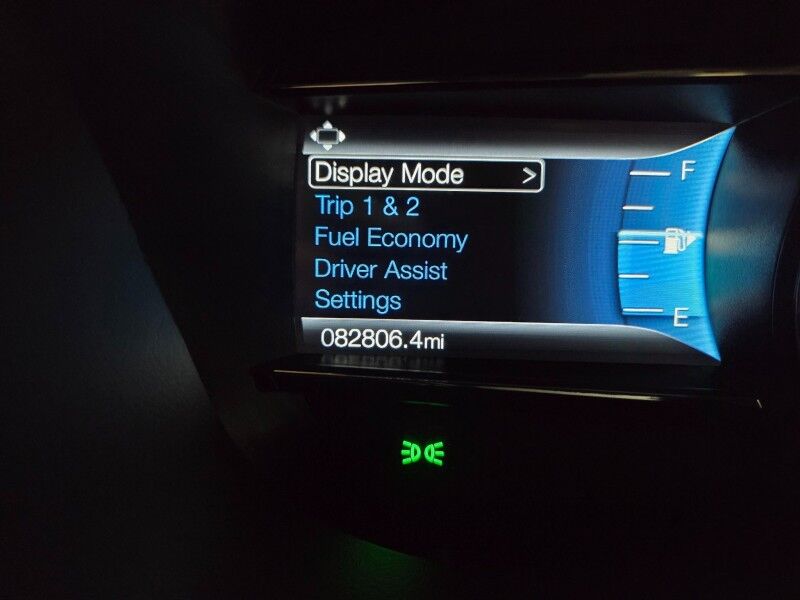 Display Mode >
Trip 1 & 2
Fuel Economy
Driver Assist
Settings
082806.4mi
F
E